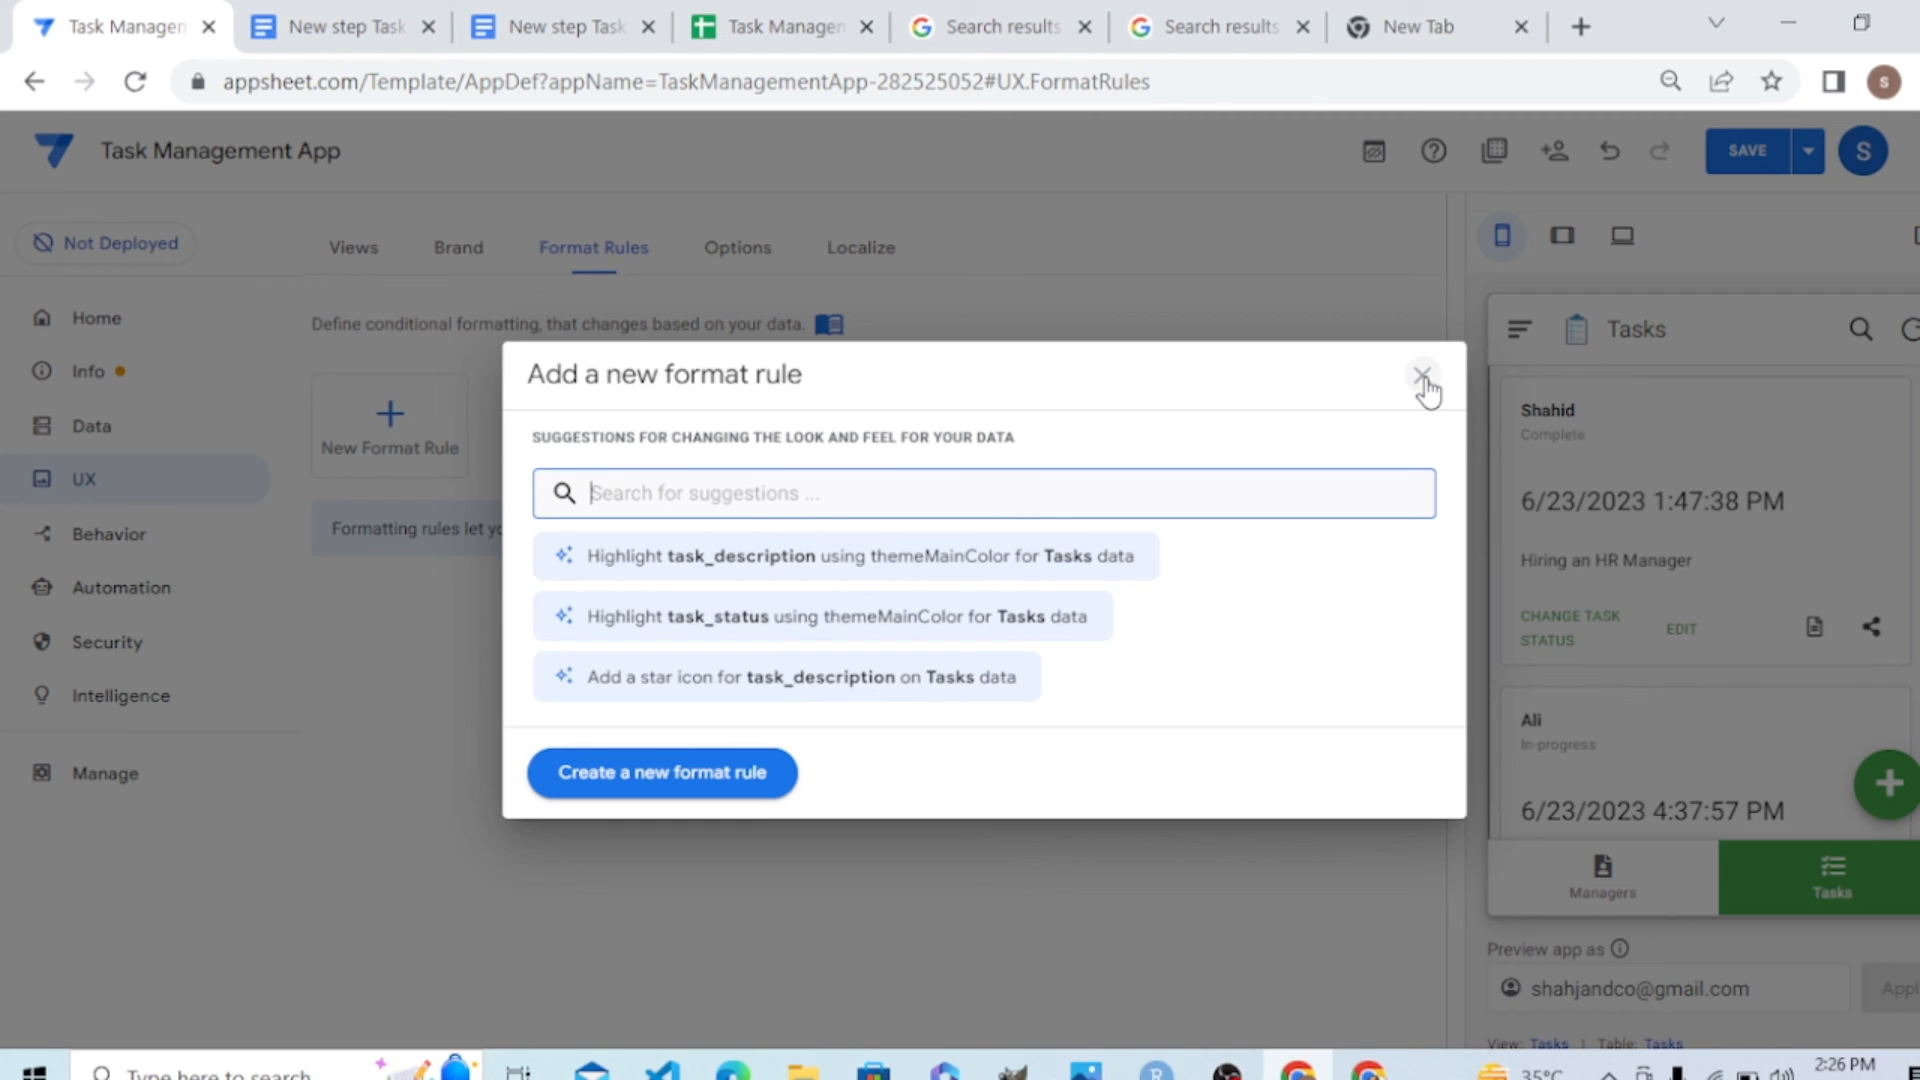 Task Managen
New step Task
New step Task
Task Managen
Search results
Search results
New Tab
appsheet.com/Template/AppDef?appName=TaskManagementApp-282525052#UX.FormatRules
S
Task Management App
SAVE
S
Not Deployed
Views
Brand
Format Rules
Options
Localize
Home
Info
Data
UX
Behavior
Automation
Security
Intelligence
Manage
Define conditional formatting, that changes based on your data.
New Format Rule
Formatting rules let yo
Add a new format rule
SUGGESTIONS FOR CHANGING THE LOOK AND FEEL FOR YOUR DATA
Search for suggestions ...
Highlight task_description using themeMainColor for Tasks data
Highlight task_status using themeMainColor for Tasks data
Add a star icon for task_description on Tasks data
Create a new format rule
Tasks
Shahid
Complete
6/23/2023 1:47:38 PM
Hiring an HR Manager
CHANGE TASK
STATUS
EDIT
Ali
In-progress
6/23/2023 4:37:57 PM
Managers
Tasks
Preview app as
shahjandco@gmail.com
Appl
View: Tasks | Table: Tasks
Type here to search
35°C
2:26 PM